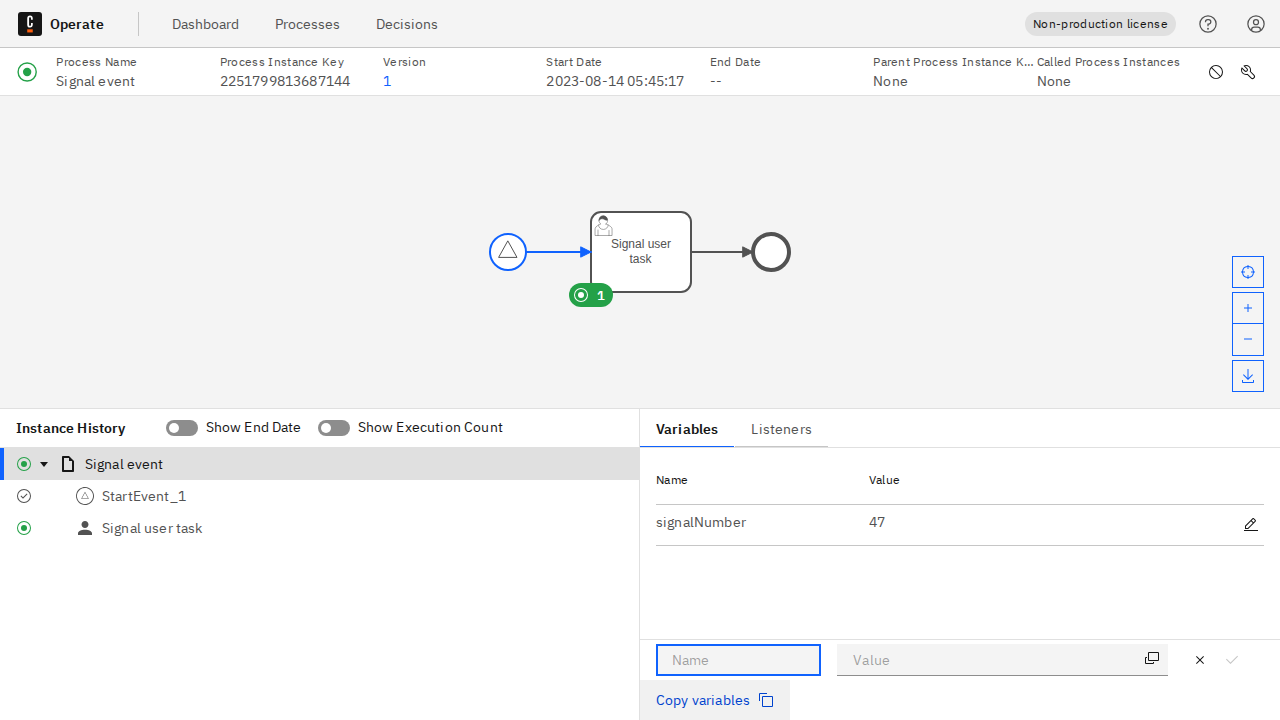 Operate
Dashboard
Processes
Decisions
Non-production license
Process Name
Signal event
Process Instance Key
2251799813687144
Version
1
Start Date
2023-08-14 05:45:17
End Date
--
Parent Process Instance K...
None
Called Process Instances
None
Signal user
task
1
Instance History
Show End Date
Show Execution Count
Signal event
StartEvent_1
Signal user task
Variables
Listeners
Name
Value
signalNumber
47
Name
Value
Copy variables